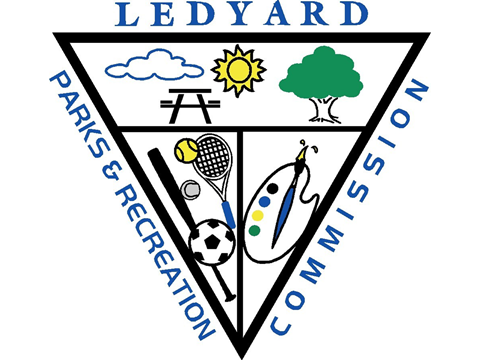 LEDYARD
PARKS & RECREATION
COMMISSION